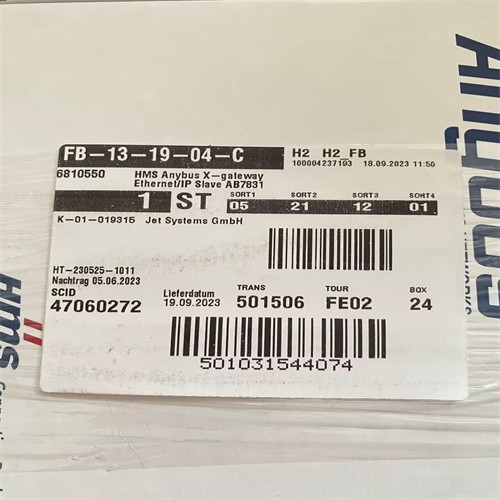 FB-13-19-04-C
H2 H2_FB
100004237193 18.09.2023 11:50
6810550 HMS Anybus X-gateway
Ethernet/IP Slave AB7831
1 ST
SORT1 SORT2 SORT3 SORT4
05 21 12 01
K-01-019315 Jet Systems GmbH
HT-230525-1011
Nachtrag 05.06.2023
SCID Lieferdatum TRANS TOUR BOX
47060272 19.09.2023 501506 FE02 24
501031544074
Anybus
HMS